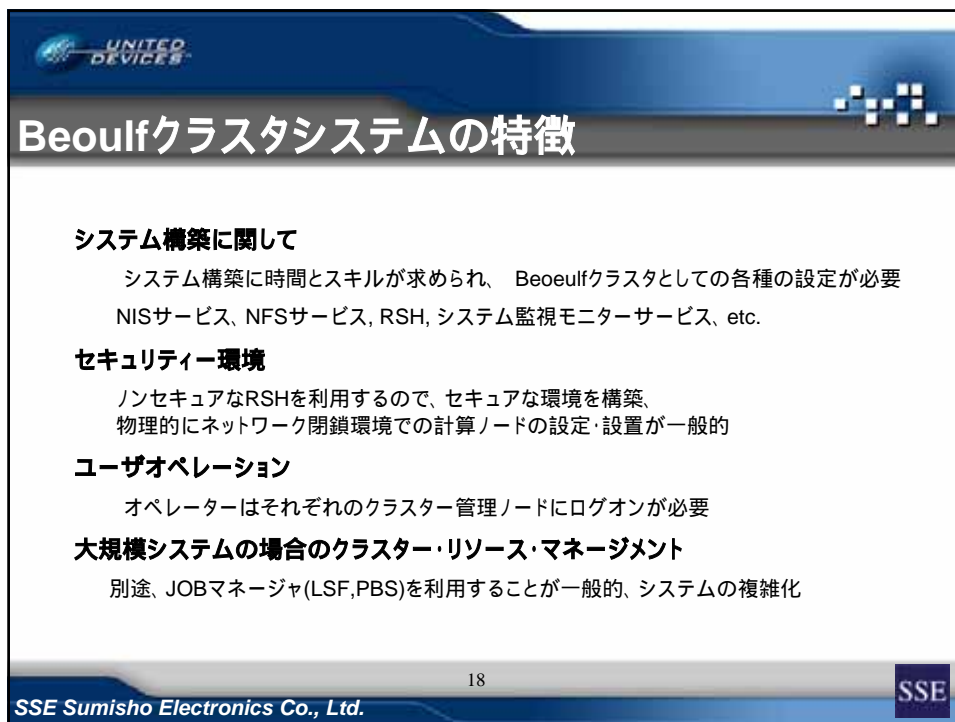 UNITED
DEVICES
Beoulfクラスタシステムの特徴
システム構築に関して
システム構築に時間とスキルが求められ、 Beoeulfクラスタとしての各種の設定が必要
NISサービス、NFSサービス, RSH, システム監視モニターサービス、etc.
セキュリティー環境
ノンセキュアなRSHを利用するので、セキュアな環境を構築、
物理的にネットワーク閉鎖環境での計算ノードの設定・設置が一般的
ユーザオペレーション
オペレーターはそれぞれのクラスター管理ノードにログオンが必要
大規模システムの場合のクラスター・リソース・マネージメント
別途、JOBマネージャ(LSF,PBS)を利用することが一般的、システムの複雑化
18
SSE Sumisho Electronics Co., Ltd.
SSE